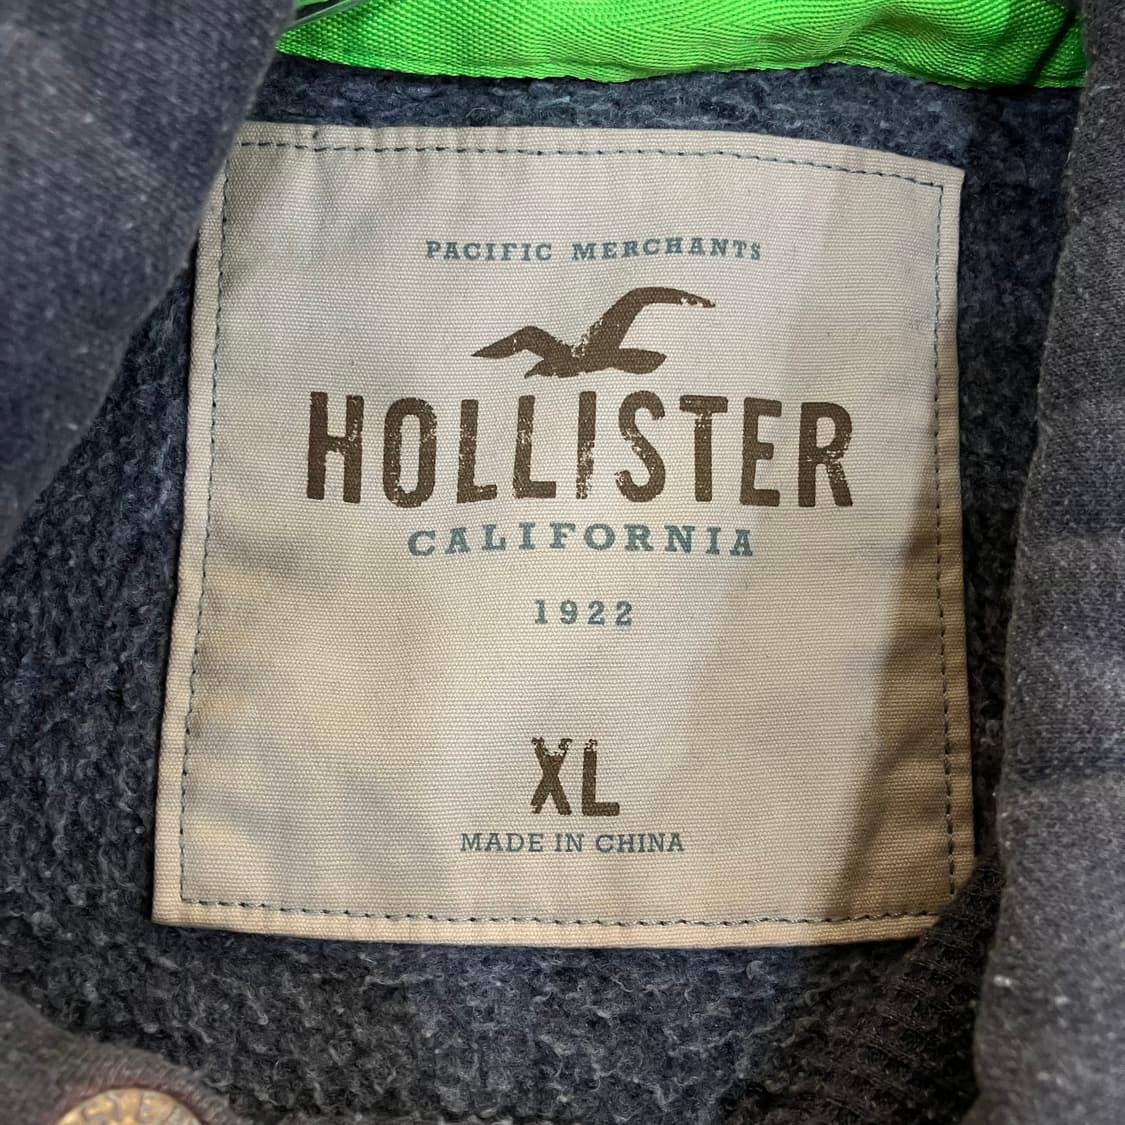 PACIFIC MERCHANTS
HOLLISTER
CALIFORNIA
1922
XL
MADE IN CHINA